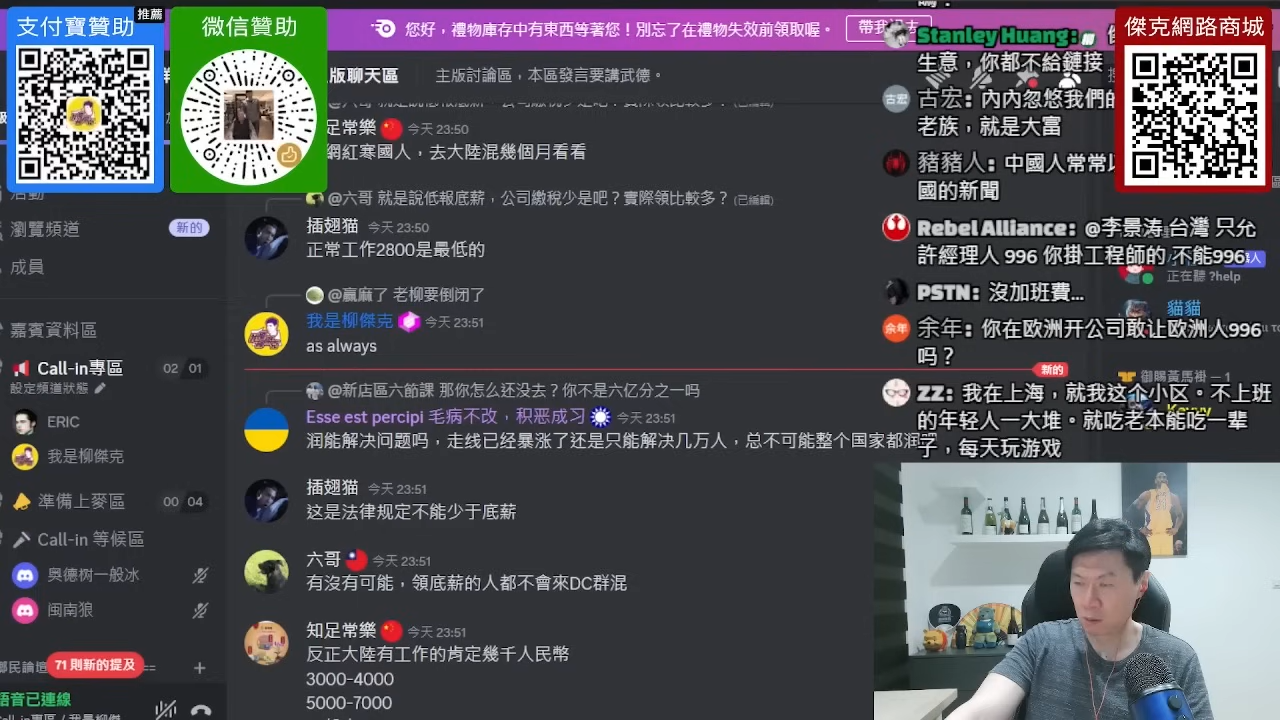 支付寶贊助
推薦
微信贊助
您好，禮物庫存中有東西等著您！別忘了在禮物失效前領取喔。
傑克網路商城
版聊天區
主版討論區，本區發言要講武德。
瀏覽頻道
新的
成員
嘉賓資料區
Call-in專區
02 01
設定頻道狀態
ERIC
我是柳傑克
準備上麥區
00 04
Call-in 等候區
奥德树一般冰
闽南狼
71 則新的提及
語音已連線
足常樂 今天 23:50
網紅寒國人，去大陸混幾個月看看
@六哥 就是說低報底薪，公司繳稅少是吧？實際領比較多？ (已編輯)
插翅猫 今天 23:50
正常工作2800是最低的
@赢麻了 老柳要倒闭了
我是柳傑克 今天 23:51
as always
新的
@新店區六節課 那你怎么还没去？你不是六亿分之一吗
Esse est percipi 毛病不改，积恶成习 今天 23:51
润能解决问题吗，走线已经暴涨了还是只能解决几万人，总不可能整个国家都润
插翅猫 今天 23:51
这是法律规定不能少于底薪
六哥 今天 23:51
有沒有可能，領底薪的人都不會來DC群混
知足常樂 今天 23:51
反正大陸有工作的肯定幾千人民幣
3000-4000
5000-7000
Stanley Huang:
生意，你都不給鏈接
古宏: 內內忽悠我們的
老族，就是大富
豬豬人: 中國人常常
國的新聞
Rebel Alliance: @李景涛 台灣 只允
許經理人 996 你掛工程師的 不能996
正在聽 ?help
PSTN: 沒加班費...
貓貓
余年: 你在欧洲开公司敢让欧洲人996
吗？
御賜黃馬褂 — 1
ZZ: 我在上海，就我这个小区。不上班
的年轻人一大堆。就吃老本能吃一辈
子，每天玩游戏